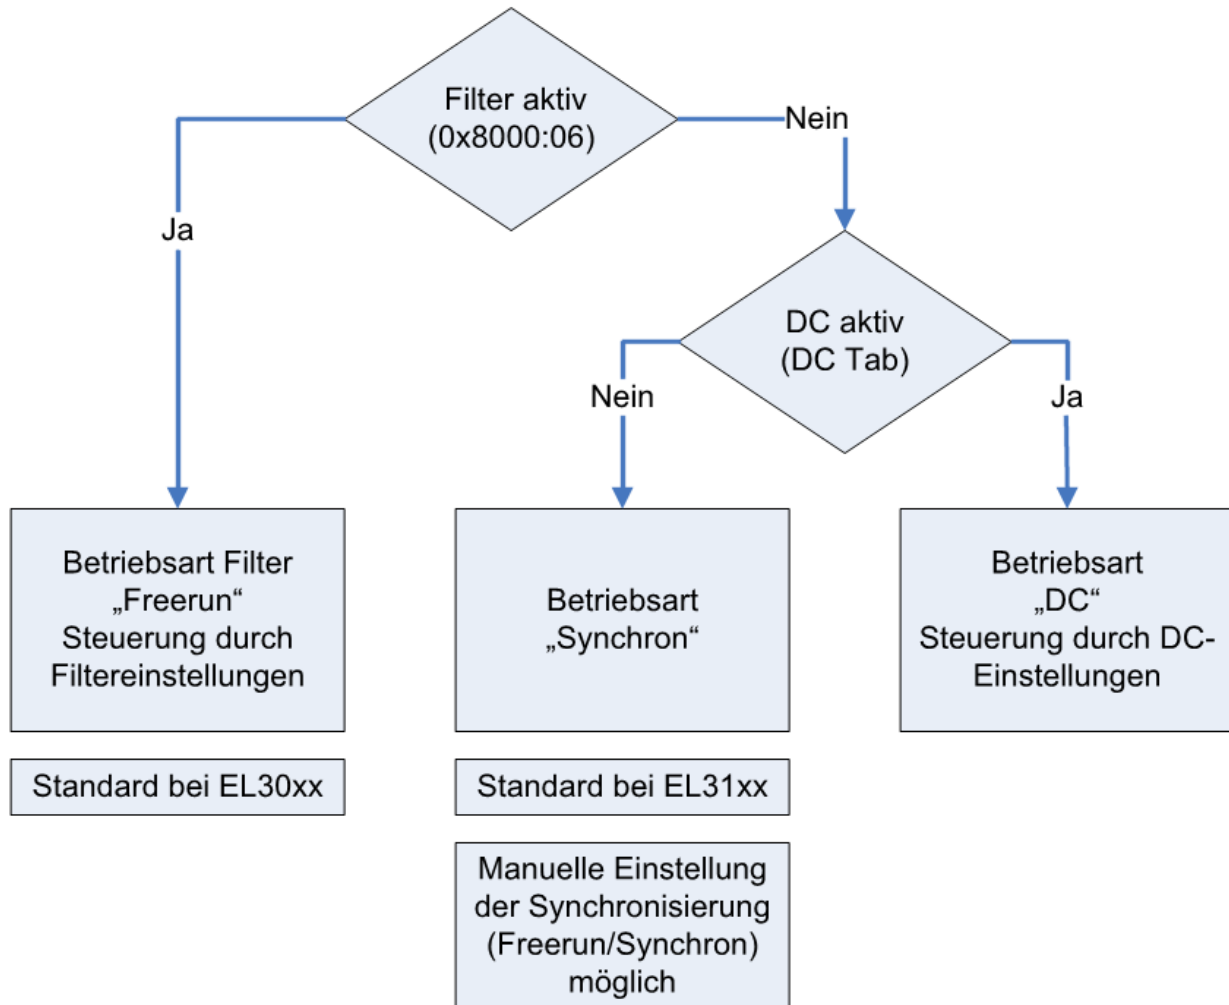 Filter aktiv
(0x8000:06)
Nein
Ja
DC aktiv
(DC Tab)
Nein
Ja
Betriebsart Filter
„Freerun“
Steuerung durch
Filtereinstellungen
Betriebsart
„Synchron“
Betriebsart
„DC“
Steuerung durch DC-
Einstellungen
Standard bei EL30xx
Standard bei EL31xx
Manuelle Einstellung
der Synchronisierung
(Freerun/Synchron)
möglich